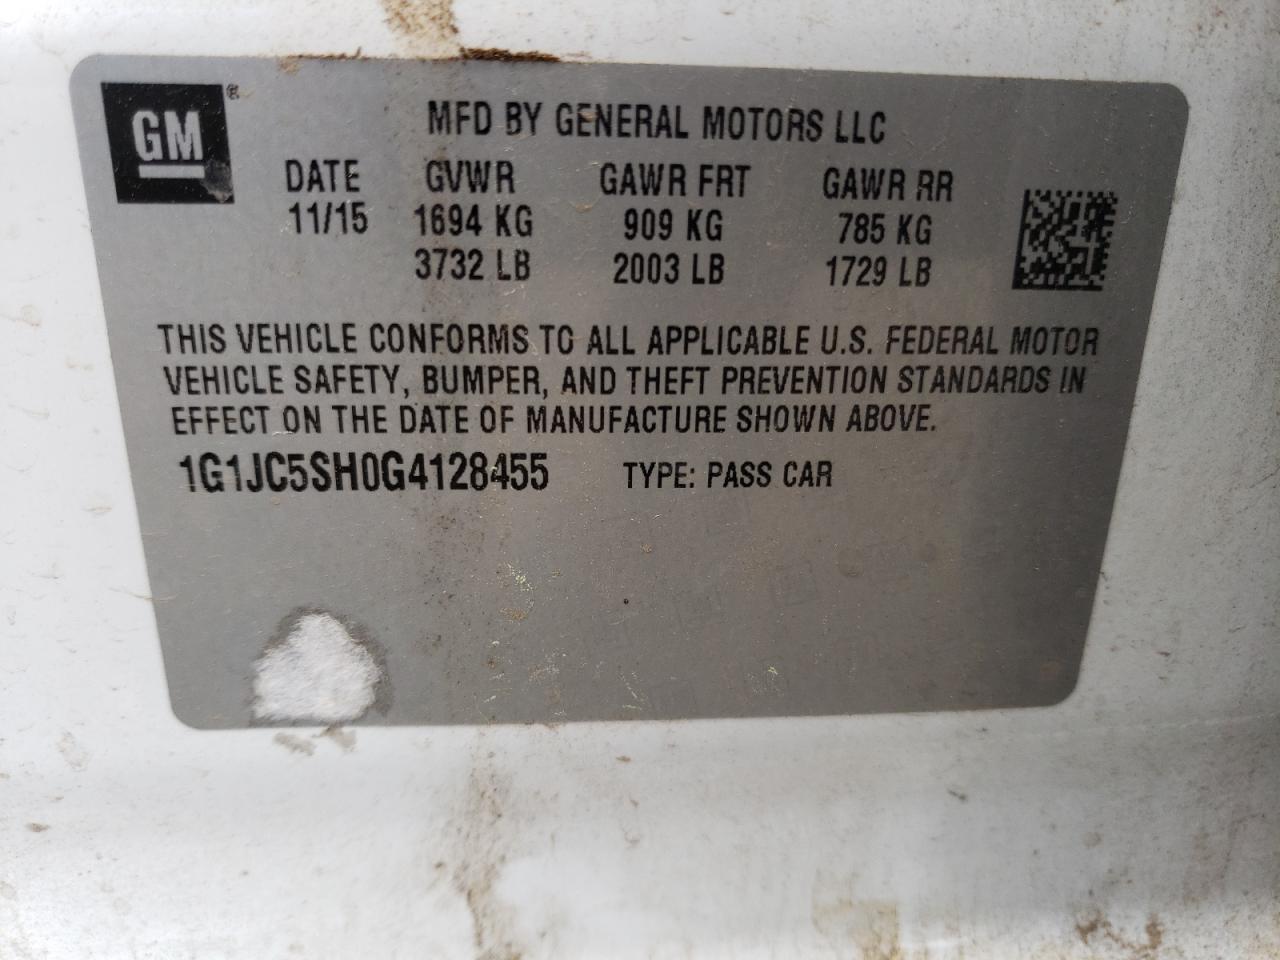 GM®
MFD BY GENERAL MOTORS LLC
DATE GVWR GAWR FRT GAWR RR
11/15 1694 KG 909 KG 785 KG
3732 LB 2003 LB 1729 LB
THIS VEHICLE CONFORMS TO ALL APPLICABLE U.S. FEDERAL MOTOR
VEHICLE SAFETY, BUMPER, AND THEFT PREVENTION STANDARDS IN
EFFECT ON THE DATE OF MANUFACTURE SHOWN ABOVE.
1G1JC5SH0G4128455 TYPE: PASS CAR